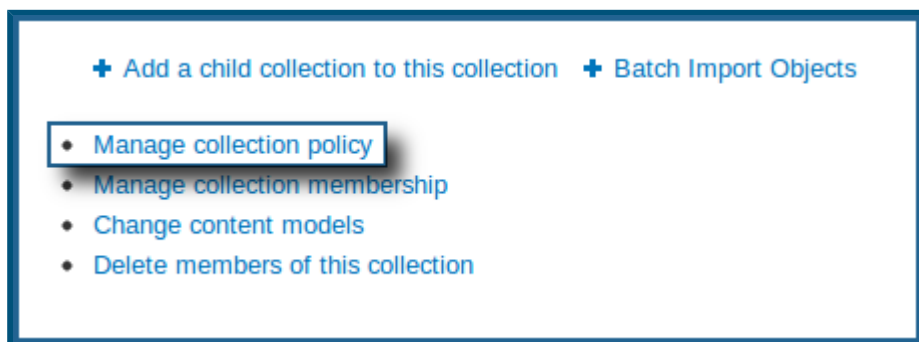 + Add a child collection to this collection + Batch Import Objects
• Manage collection policy
• Manage collection membership
• Change content models
• Delete members of this collection